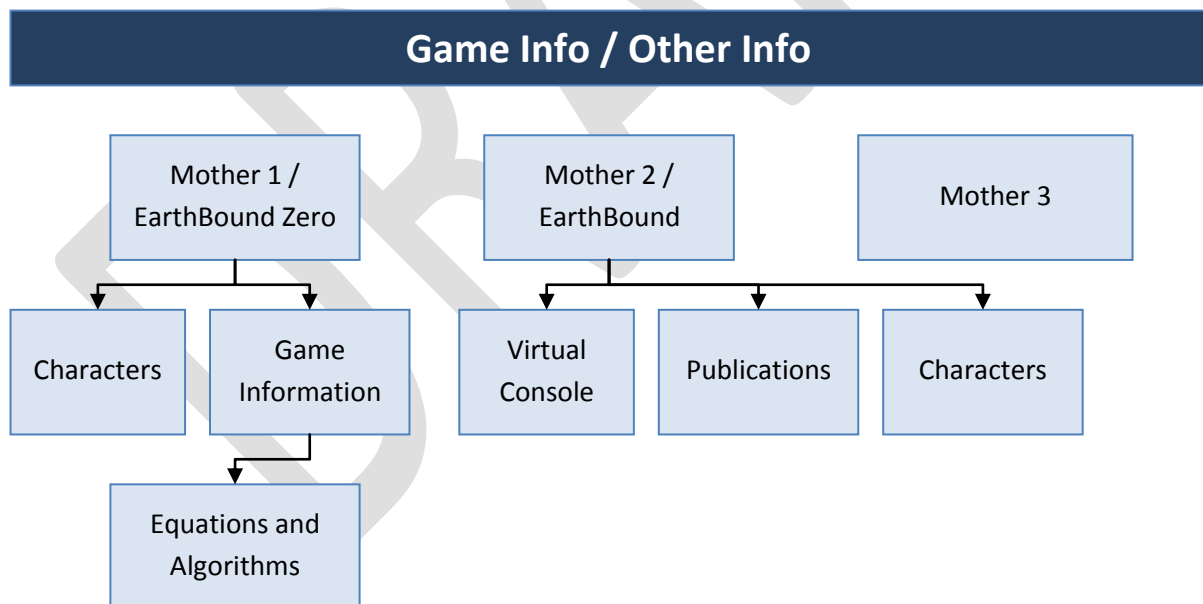 Game Info / Other Info
Mother 1 /
EarthBound Zero
Mother 2 /
EarthBound
Mother 3
Characters
Game
Information
Virtual
Console
Publications
Characters
Equations and
Algorithms